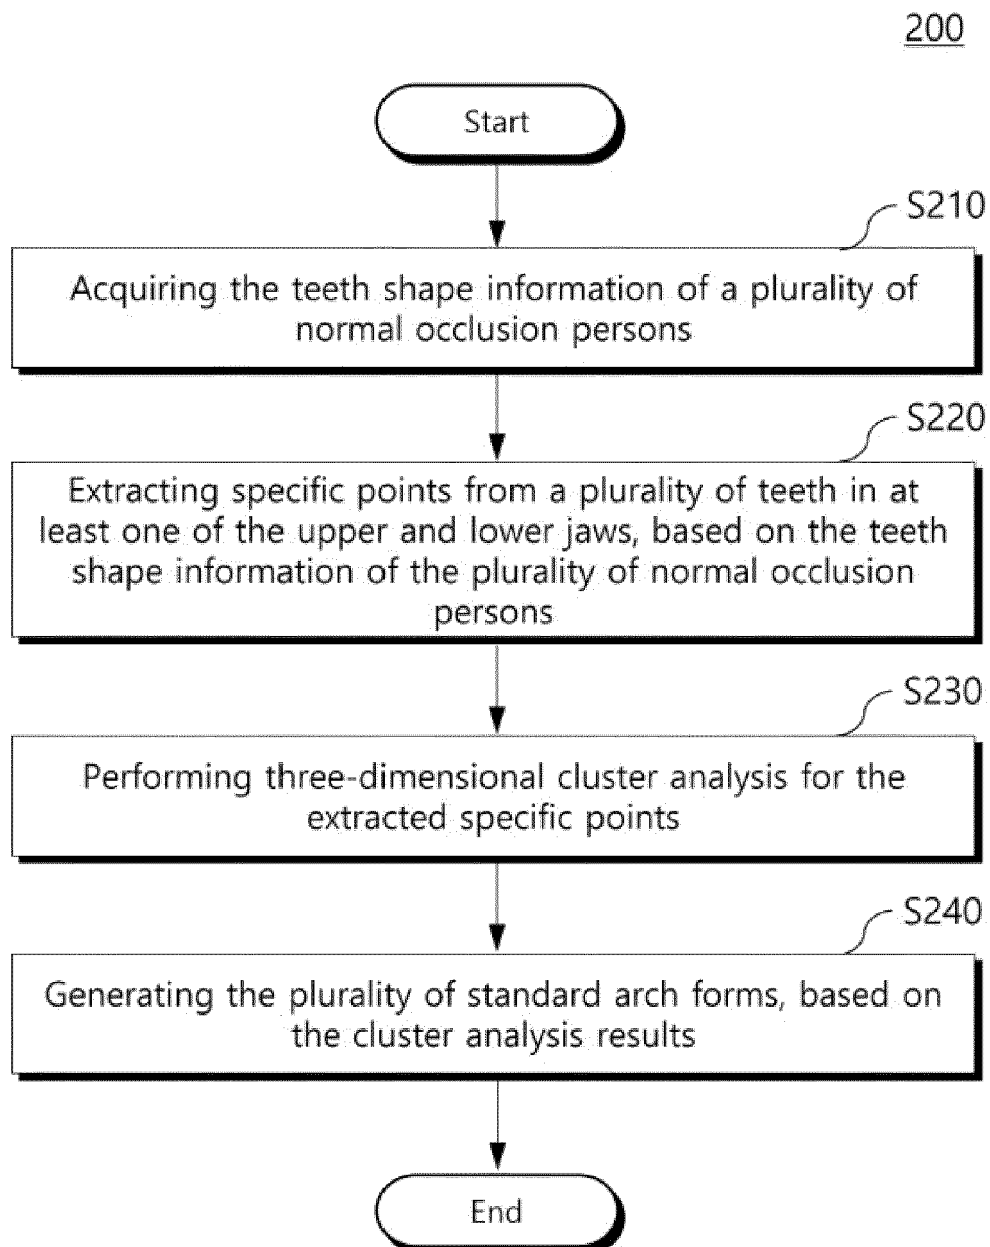 200
Start
S210
Acquiring the teeth shape information of a plurality of
normal occlusion persons
S220
Extracting specific points from a plurality of teeth in at
least one of the upper and lower jaws, based on the teeth
shape information of the plurality of normal occlusion
persons
S230
Performing three-dimensional cluster analysis for the
extracted specific points
S240
Generating the plurality of standard arch forms, based on
the cluster analysis results
End